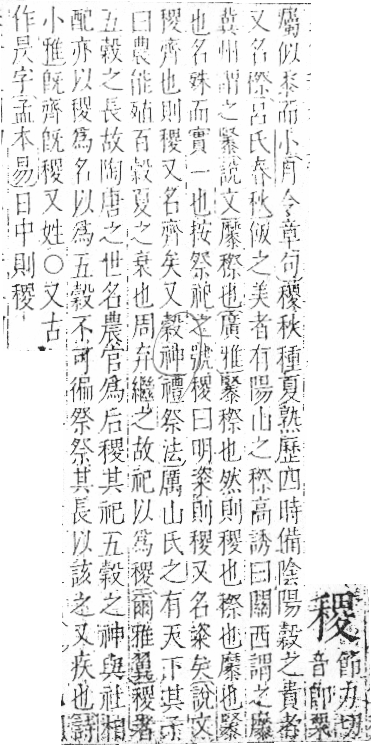 稷
節力切
音即粟
屬似黍而小月令章句稷秋種夏熟歷四時備陰陽穀之貴者
又名穄呂氏春秋飯之美者有陽山之穄高誘曰關西謂之䵚
冀州謂之䵖說文䵚穄也廣雅䵖穄也然則稷也穄也䵚也䵖
也名殊而實一也按祭祀之號稷曰明粢則稷又名粢矣說文
稷齊也則稷又名齊矣又穀神禮祭法厲山氏之有天下其子
曰農能殖百穀夏之衰也周弃繼之故祀以爲稷爾雅翼稷者
五穀之長故陶唐之世名農官爲后稷其祀五穀之神與社相
配亦以稷爲名以爲五穀不可徧祭祭其長以該之又疾也詩
小雅旣齊旣稷又姓○又古
作昃字孟本易日中則稷